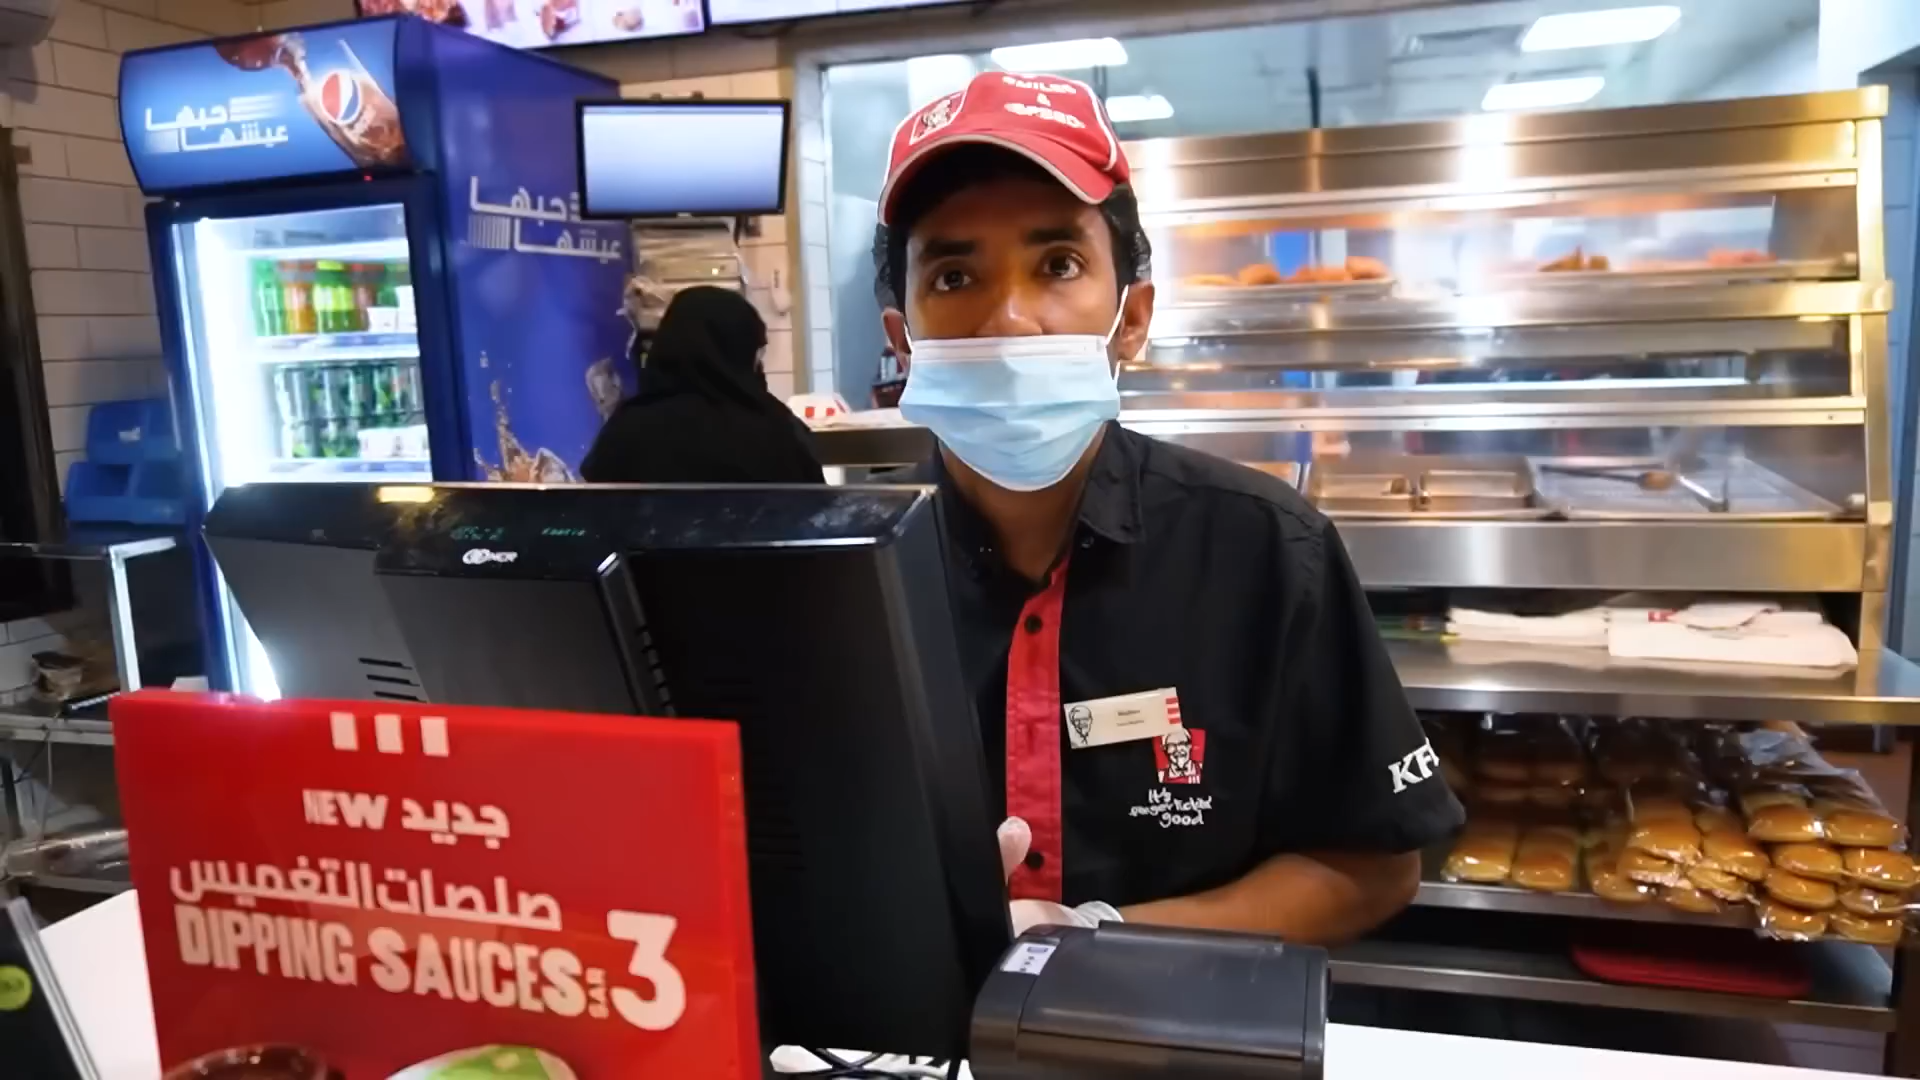 حبها
عيشها
حبها
عيشها
SMILES
&
SPEED
NCR
It's
finger lickin'
good
KFC
NEW جديد
صلصات التغميس
DIPPING SAUCES SAR 3